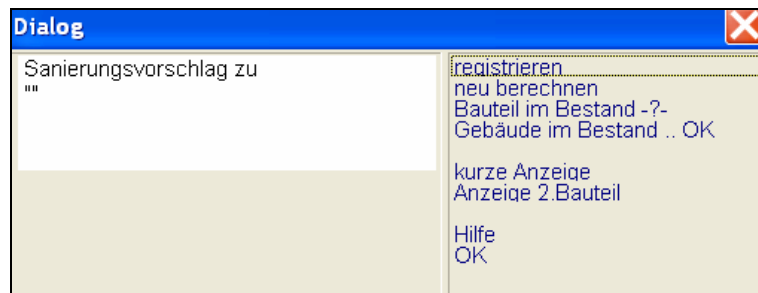 Dialog
Sanierungsvorschlag zu
""
registrieren
neu berechnen
Bauteil im Bestand -?-
Gebäude im Bestand .. OK
kurze Anzeige
Anzeige 2.Bauteil
Hilfe
OK